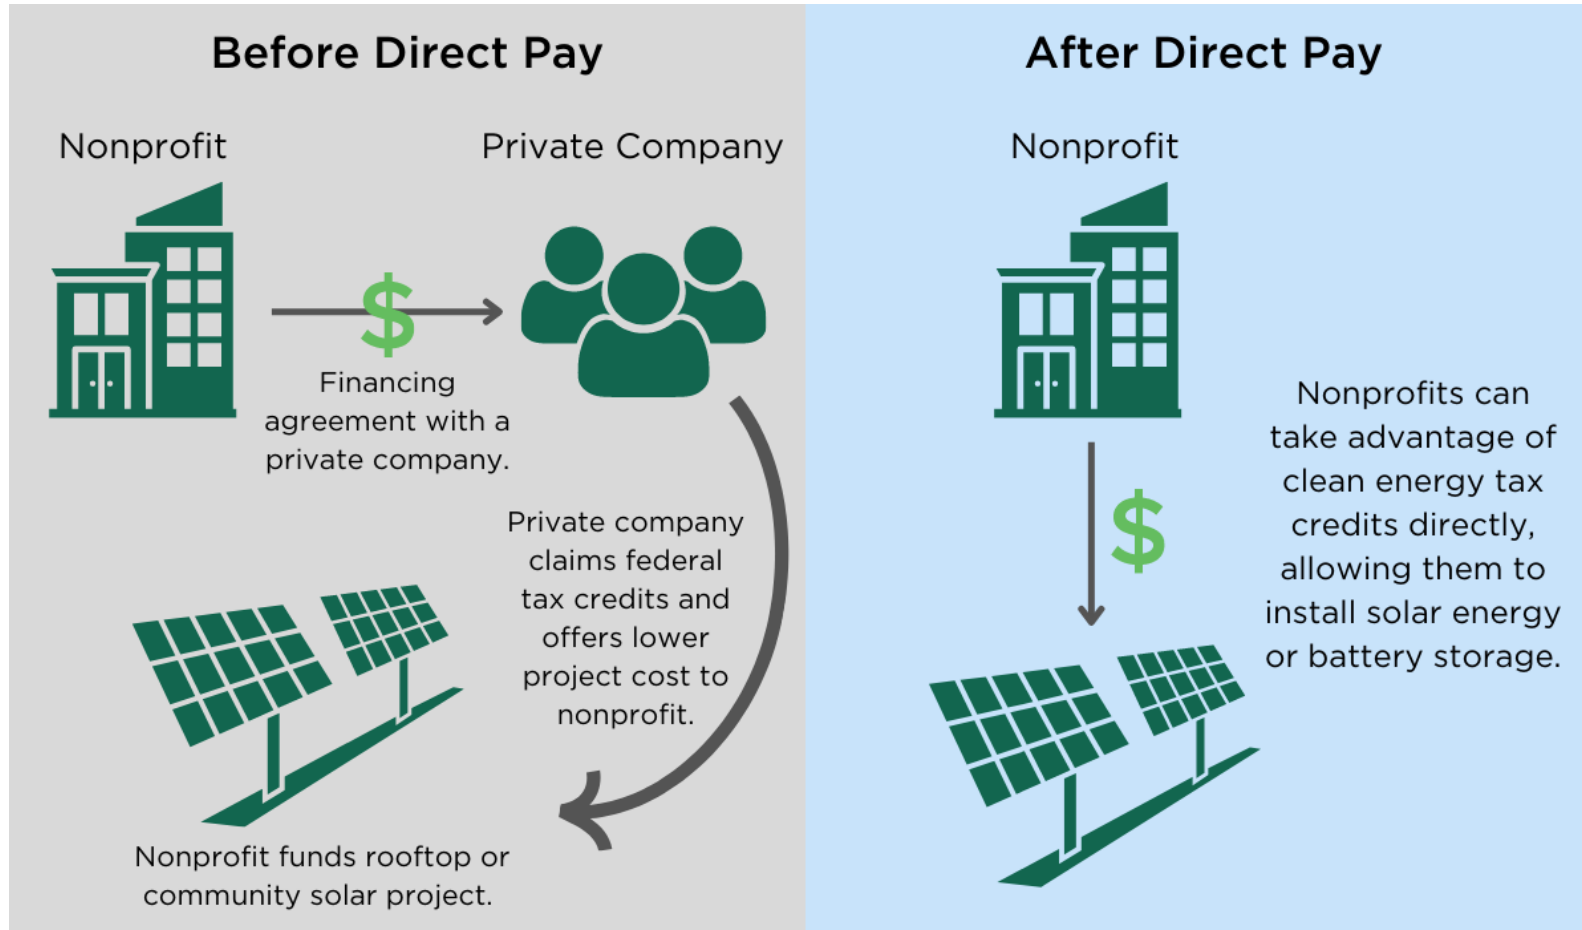 Before Direct Pay
Nonprofit
Private Company
$
Financing
agreement with a
private company.
Private company
claims federal
tax credits and
offers lower
project cost to
nonprofit.
Nonprofit funds rooftop or
community solar project.
After Direct Pay
Nonprofit
$
Nonprofits can
take advantage of
clean energy tax
credits directly,
allowing them to
install solar energy
or battery storage.